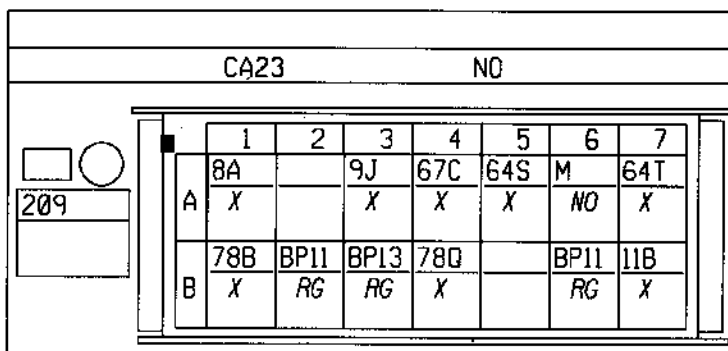 CA23 NO
1 2 3 4 5 6 7
8A 9J 67C 64S M 64T
A X X X X NO X
209
78B BP11 BP13 78Q BP11 11B
B X RG RG X RG X